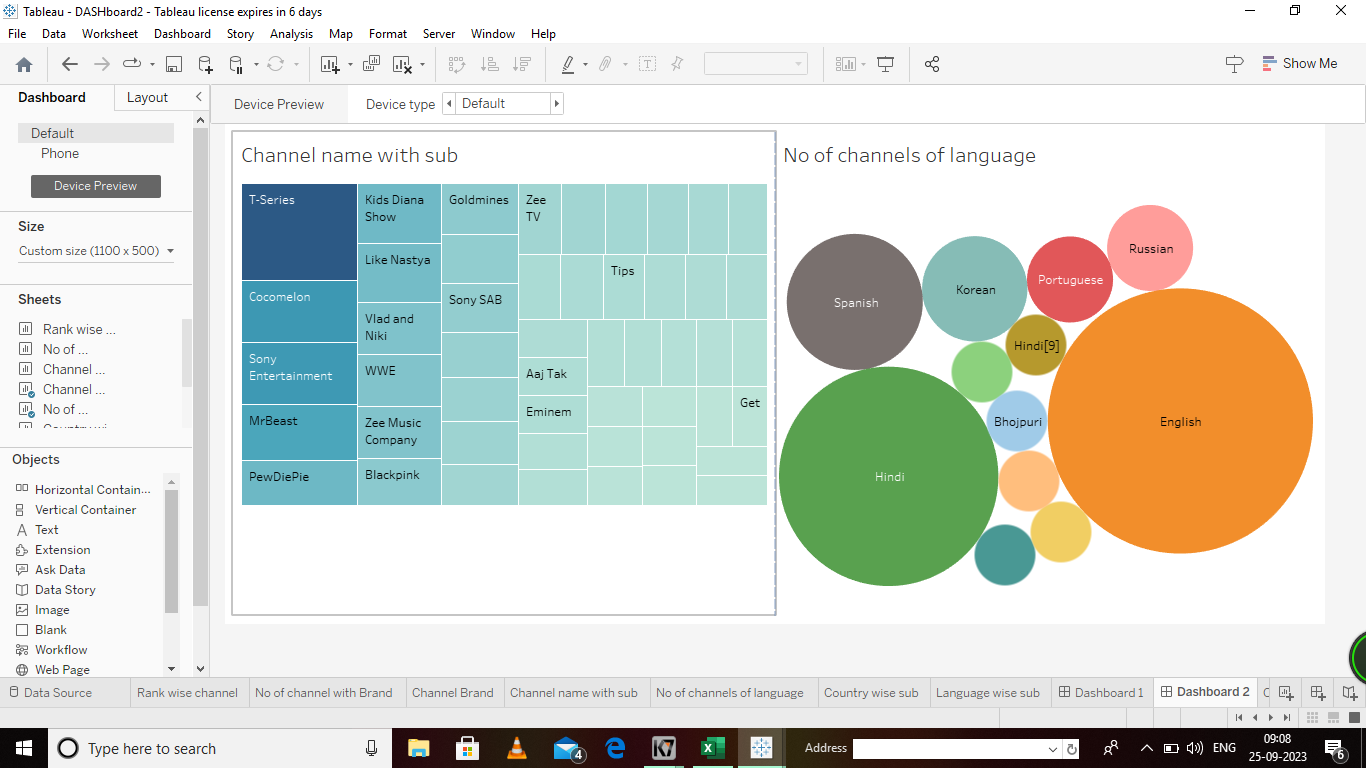 Tableau - DASHboard2 - Tableau license expires in 6 days
File Data Worksheet Dashboard Story Analysis Map Format Server Window Help
Show Me
Dashboard Layout
Device Preview Device type Default
Default
Phone
Device Preview
Size
Custom size (1100 x 500)
Sheets
Rank wise ...
No of ...
Channel ...
Channel ...
No of ...
Objects
Horizontal Contain...
Vertical Container
Text
Extension
Ask Data
Data Story
Image
Blank
Workflow
Web Page
Channel name with sub
T-Series
Cocomelon
Sony
Entertainment
MrBeast
PewDiePie
Kids Diana
Show
Like Nastya
Vlad and
Niki
WWE
Zee Music
Company
Blackpink
Goldmines
Sony SAB
Zee
TV
Tips
Aaj Tak
Eminem
Get
No of channels of language
Spanish
Korean
Portuguese
Russian
Hindi[9]
Bhojpuri
English
Hindi
Data Source Rank wise channel No of channel with Brand Channel Brand Channel name with sub No of channels of language Country wise sub Language wise sub Dashboard 1 Dashboard 2
Type here to search
4
Address
ENG
09:08
25-09-2023
6